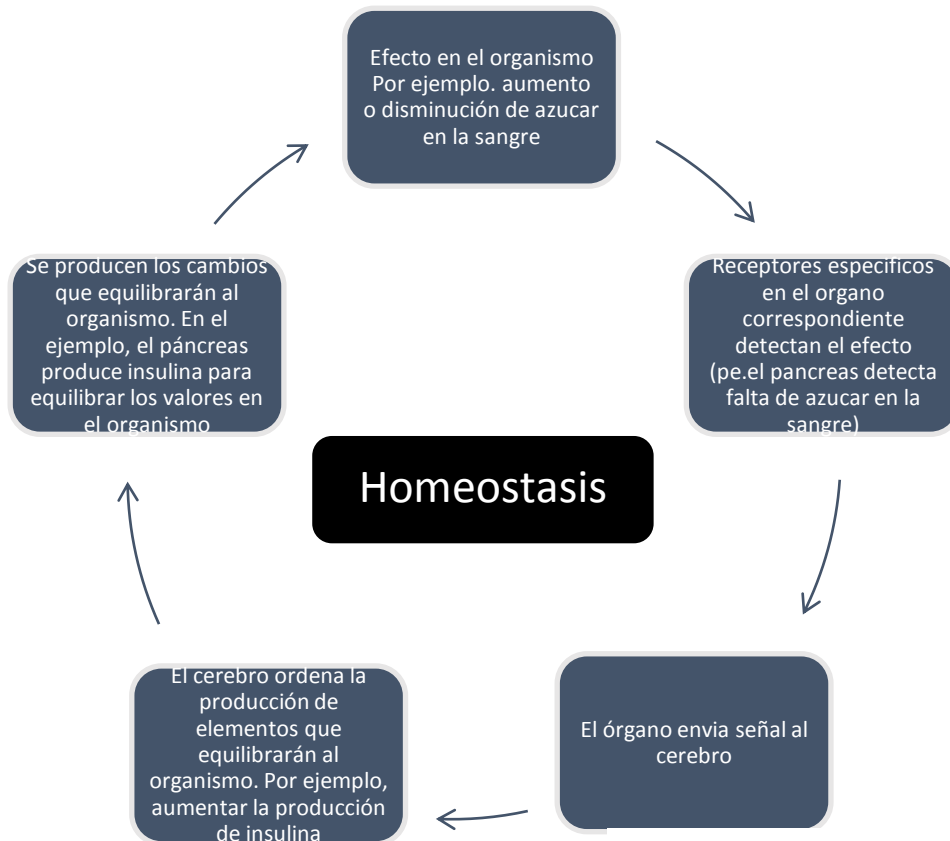 Efecto en el organismo
Por ejemplo. aumento
o disminución de azucar
en la sangre
Receptores específicos
en el organo
correspondiente
detectan el efecto
(pe.el pancreas detecta
falta de azucar en la
sangre)
El órgano envia señal al
cerebro
El cerebro ordena la
producción de
elementos que
equilibrarán al
organismo. Por ejemplo,
aumentar la producción
de insulina
Se producen los cambios
que equilibrarán al
organismo. En el
ejemplo, el páncreas
produce insulina para
equilibrar los valores en
el organismo
Homeostasis